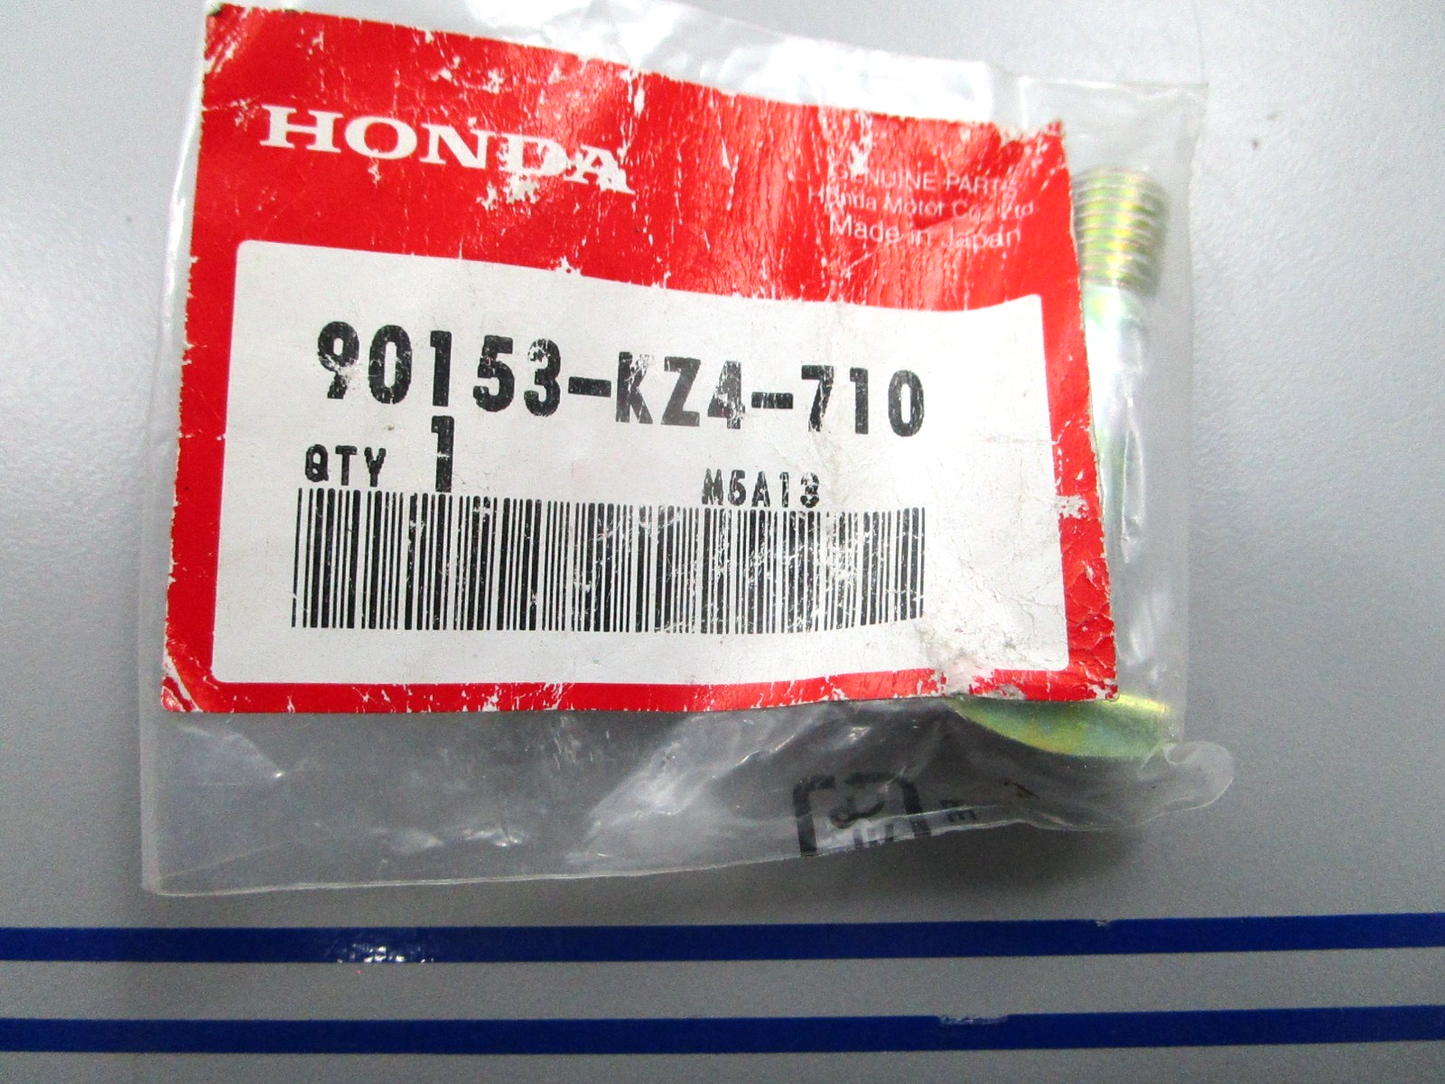 HONDA
GENUINE PARTS
Honda Motor Co., Ltd.
Made in Japan
90153-KZ4-710
QTY 1
M5A13